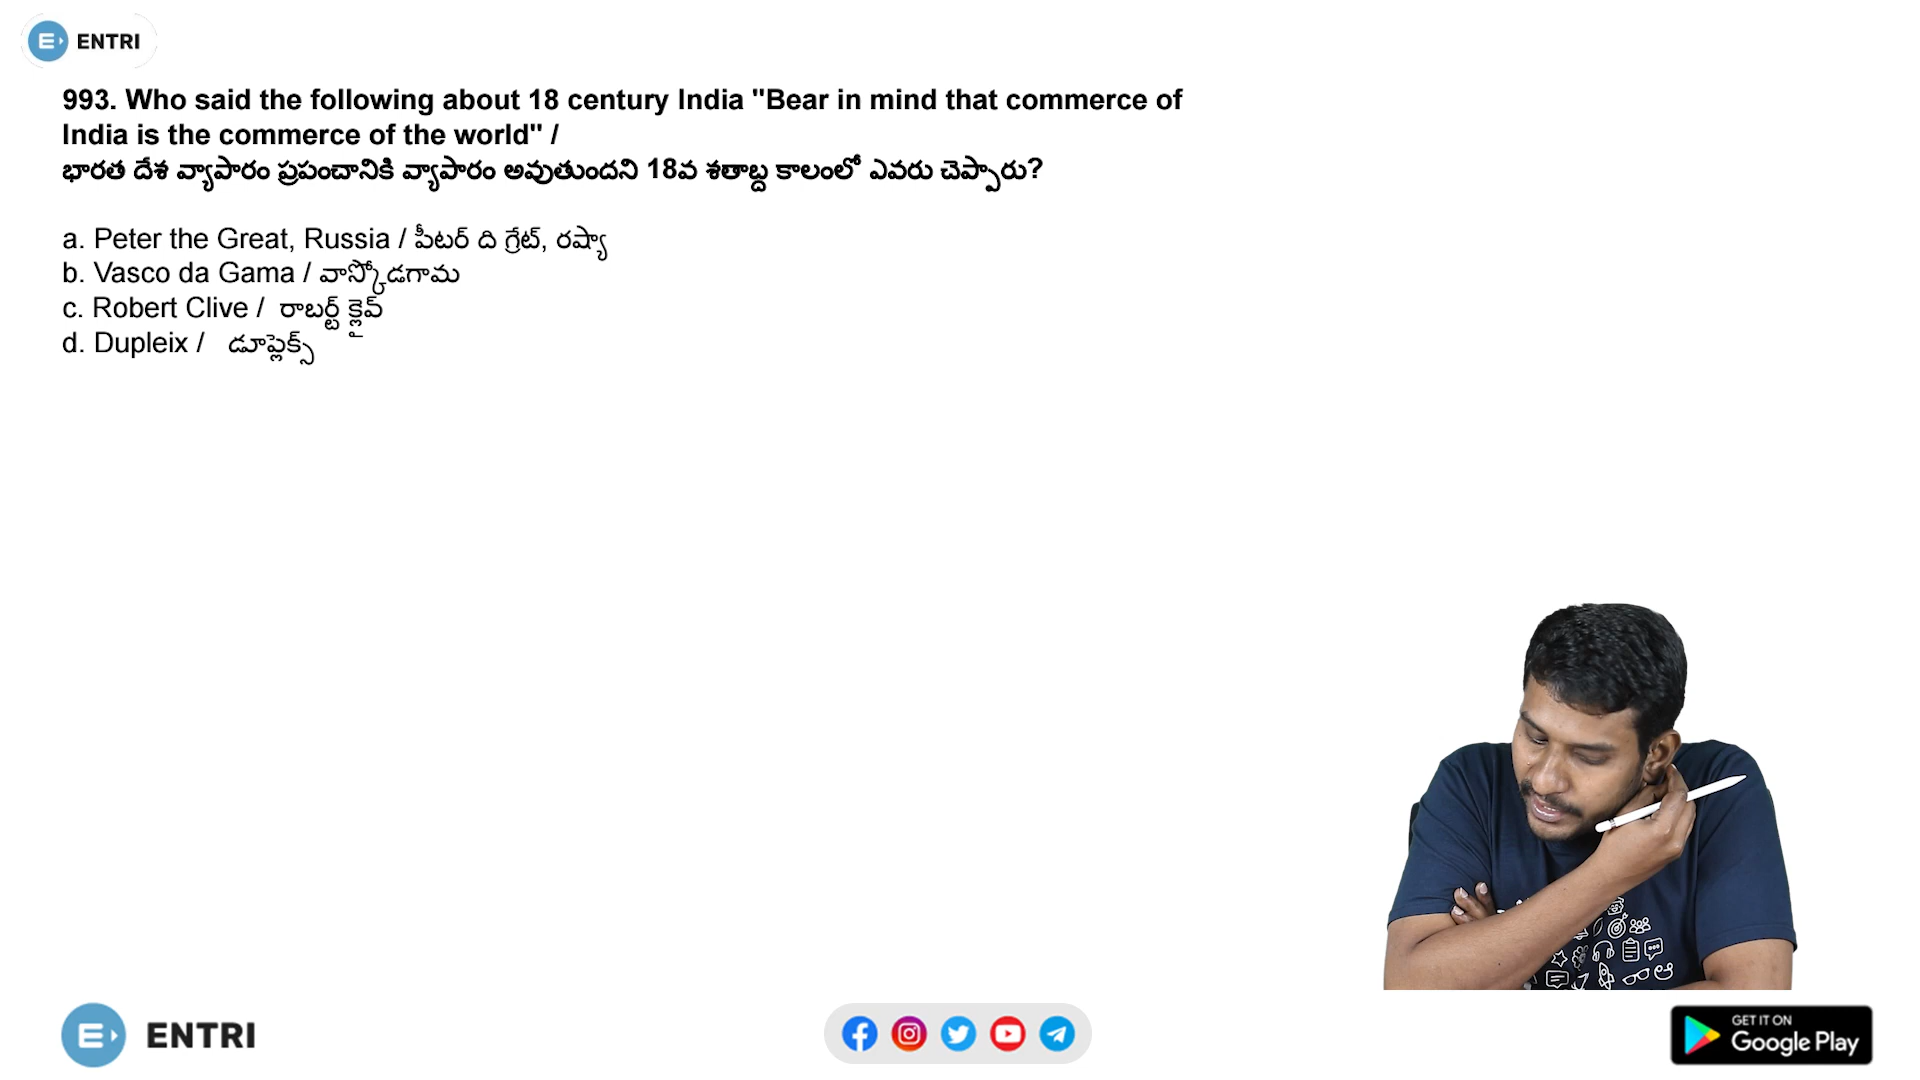 ENTRI
993. Who said the following about 18 century India "Bear in mind that commerce of
India is the commerce of the world" /
భారత దేశ వ్యాపారం ప్రపంచానికి వ్యాపారం అవుతుందని 18వ శతాబ్ద కాలంలో ఎవరు చెప్పారు?
a. Peter the Great, Russia / పీటర్ ది గ్రేట్, రష్యా
b. Vasco da Gama / వాస్కోడగామ
c. Robert Clive / రాబర్ట్ క్లైవ్
d. Dupleix / డూప్లెక్స్
ENTRI
GET IT ON
Google Play